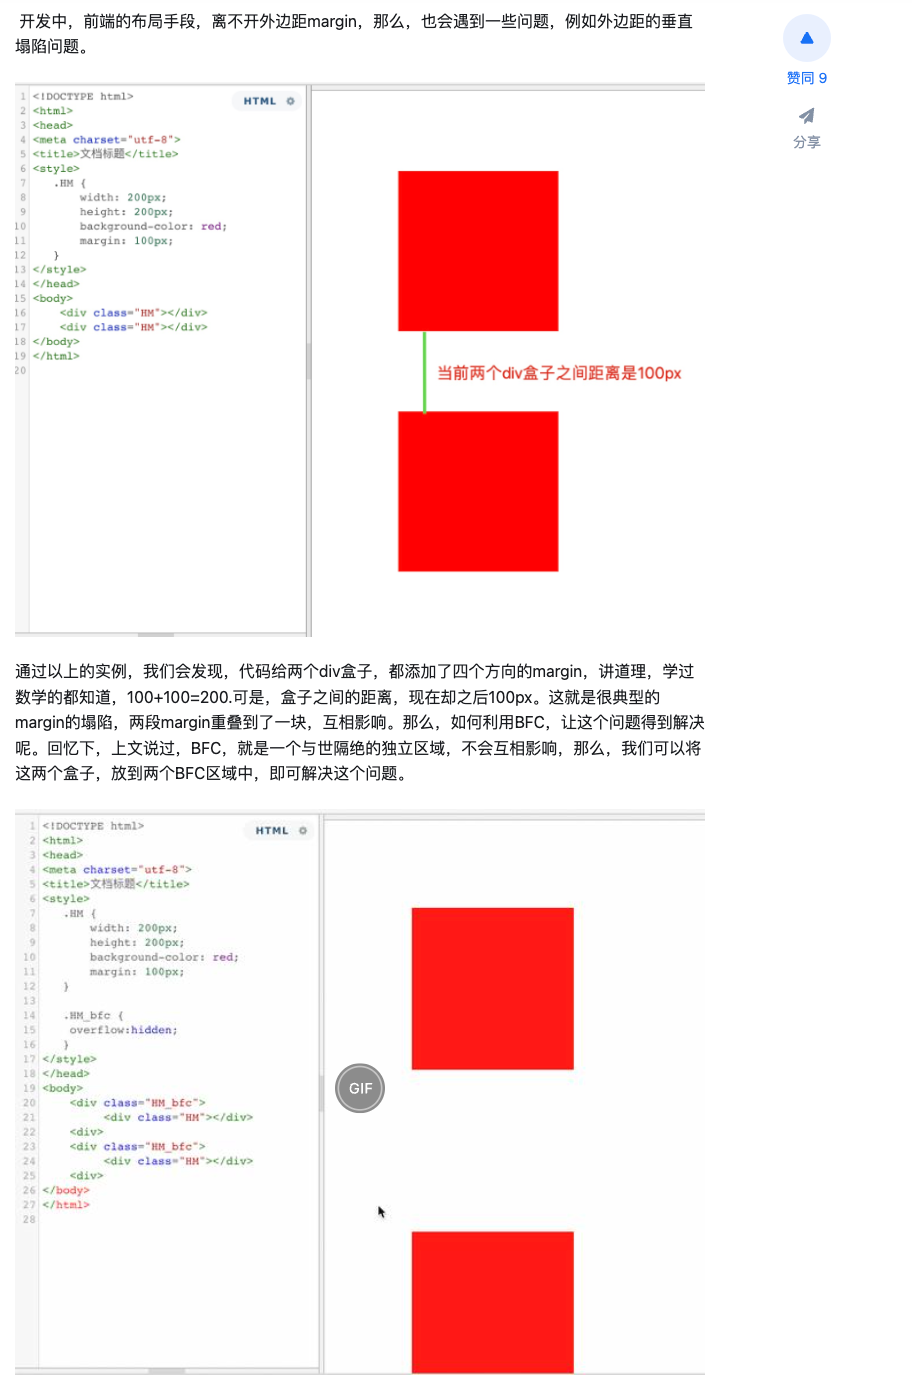 开发中，前端的布局手段，离不开外边距margin，那么，也会遇到一些问题，例如外边距的垂直
塌陷问题。
赞同 9
分享
HTML
1 <!DOCTYPE html>
2 <html>
3 <head>
4 <meta charset="utf-8">
5 <title>文档标题</title>
6 <style>
7 .HM {
8 width: 200px;
9 height: 200px;
10 background-color: red;
11 margin: 100px;
12 }
13 </style>
14 </head>
15 <body>
16 <div class="HM"></div>
17 <div class="HM"></div>
18 </body>
19 </html>
20
当前两个div盒子之间距离是100px
通过以上的实例，我们会发现，代码给两个div盒子，都添加了四个方向的margin，讲道理，学过
数学的都知道，100+100=200.可是，盒子之间的距离，现在却之后100px。这就是很典型的
margin的塌陷，两段margin重叠到了一块，互相影响。那么，如何利用BFC，让这个问题得到解决
呢。回忆下，上文说过，BFC，就是一个与世隔绝的独立区域，不会互相影响，那么，我们可以将
这两个盒子，放到两个BFC区域中，即可解决这个问题。
HTML
1 <!DOCTYPE html>
2 <html>
3 <head>
4 <meta charset="utf-8">
5 <title>文档标题</title>
6 <style>
7 .HM {
8 width: 200px;
9 height: 200px;
10 background-color: red;
11 margin: 100px;
12 }
13
14 .HM_bfc {
15 overflow:hidden;
16 }
17 </style>
18 </head>
19 <body>
20 <div class="HM_bfc">
21 <div class="HM"></div>
22 <div>
23 <div class="HM_bfc">
24 <div class="HM"></div>
25 <div>
26 </body>
27 </html>
28
GIF